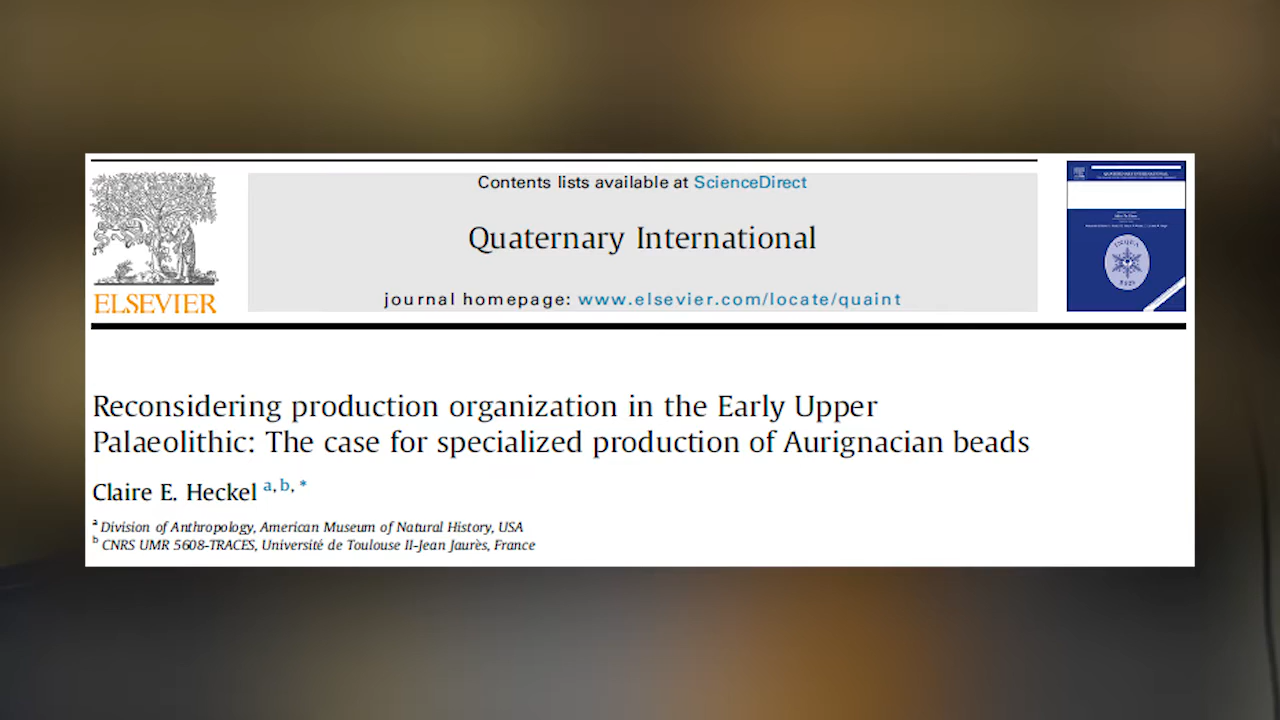 Contents lists available at ScienceDirect
Quaternary International
journal homepage: www.elsevier.com/locate/quaint
ELSEVIER
QUATERNARY INTERNATIONAL
Reconsidering production organization in the Early Upper
Palaeolithic: The case for specialized production of Aurignacian beads
Claire E. Heckel a, b, *
a Division of Anthropology, American Museum of Natural History, USA
b CNRS UMR 5608-TRACES, Université de Toulouse II-Jean Jaurès, France